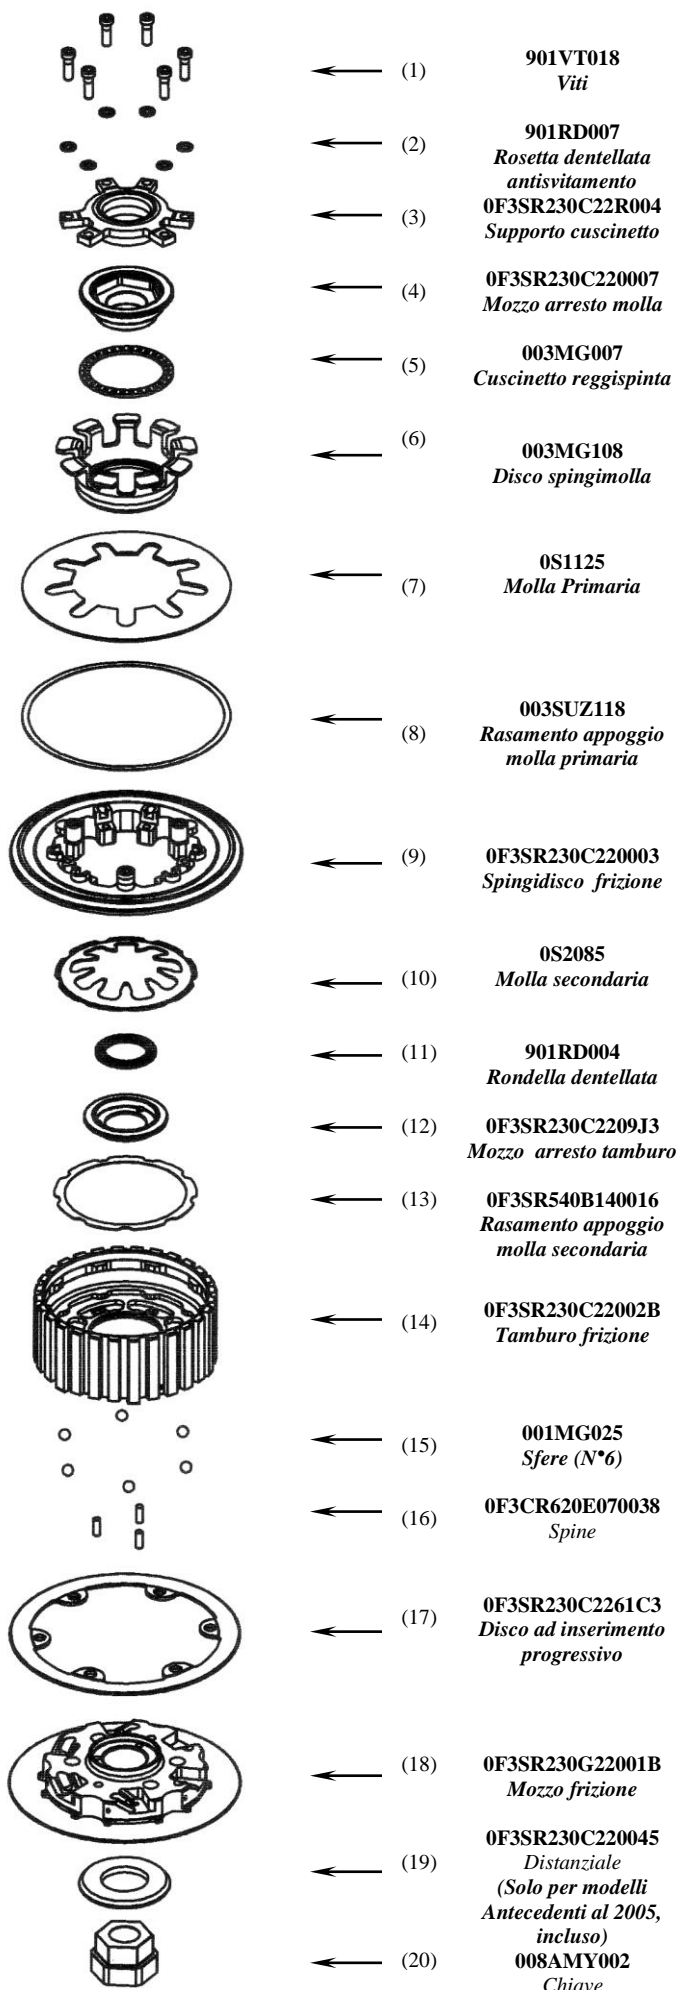 (1)
901VT018
Viti
(2)
901RD007
Rosetta dentellata
antisvitamento
(3)
0F3SR230C22R004
Supporto cuscinetto
(4)
0F3SR230C220007
Mozzo arresto molla
(5)
003MG007
Cuscinetto reggispinta
(6)
003MG108
Disco spingimolla
(7)
0S1125
Molla Primaria
(8)
003SUZ118
Rasamento appoggio
molla primaria
(9)
0F3SR230C220003
Spingidisco frizione
(10)
0S2085
Molla secondaria
(11)
901RD004
Rondella dentellata
(12)
0F3SR230C2209J3
Mozzo arresto tamburo
(13)
0F3SR540B140016
Rasamento appoggio
molla secondaria
(14)
0F3SR230C22002B
Tamburo frizione
(15)
001MG025
Sfere (N•6)
(16)
0F3CR620E070038
Spine
(17)
0F3SR230C2261C3
Disco ad inserimento
progressivo
(18)
0F3SR230G22001B
Mozzo frizione
(19)
0F3SR230C220045
Distanziale
(Solo per modelli
Antecedenti al 2005,
incluso)
(20)
008AMY002
Chiave